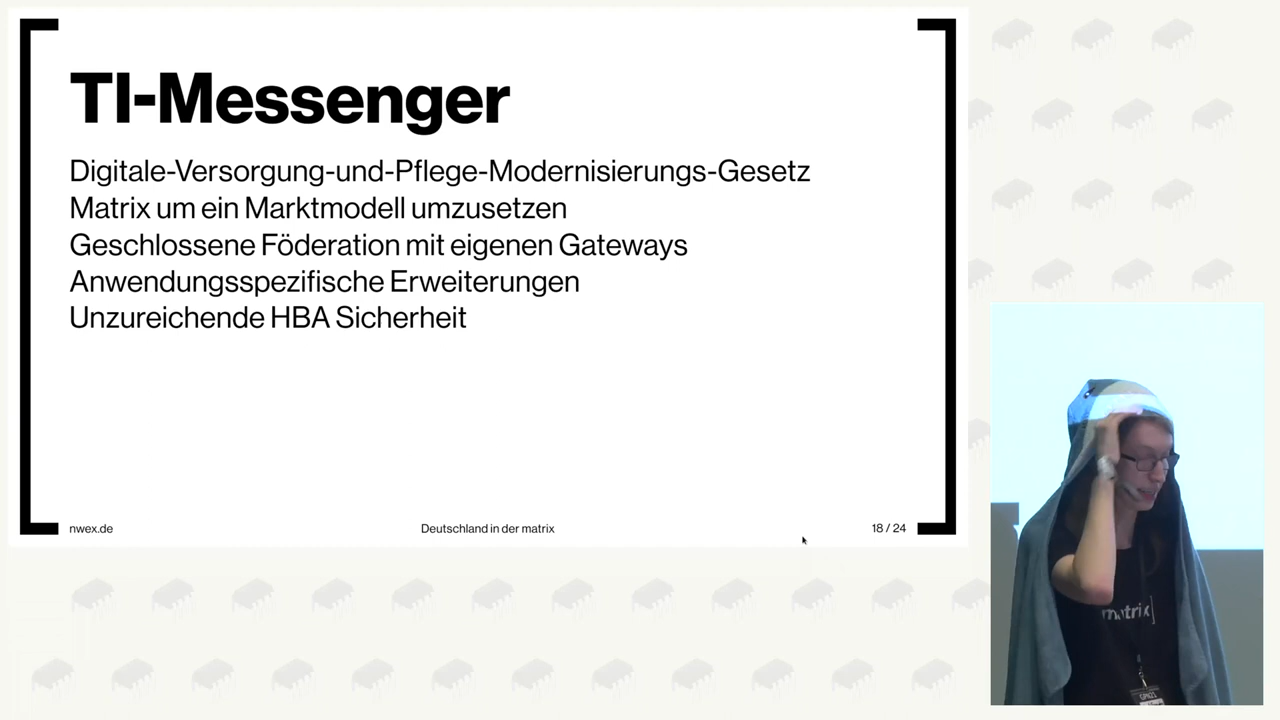 TI-Messenger
Digitale-Versorgung-und-Pflege-Modernisierungs-Gesetz
Matrix um ein Marktmodell umzusetzen
Geschlossene Föderation mit eigenen Gateways
Anwendungsspezifische Erweiterungen
Unzureichende HBA Sicherheit
nwex.de
Deutschland in der matrix
18 / 24
matrix]
GPN21